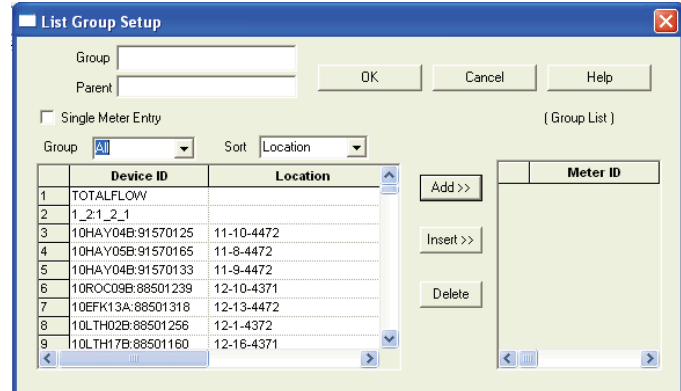 List Group Setup
Group
Parent
OK Cancel Help
Single Meter Entry
( Group List )
Group All Sort Location
Device ID Location
1 TOTALFLOW
2 1_2:1_2_1
3 10HAY04B:91570125 11-10-4472
4 10HAY05B:91570165 11-8-4472
5 10HAY04B:91570133 11-9-4472
6 10ROC09B:88501239 12-10-4371
7 10EFK13A:88501318 12-13-4472
8 10LTH02B:88501256 12-1-4372
9 10LTH17B:88501160 12-16-4371
Add >>
Insert >>
Delete
Meter ID